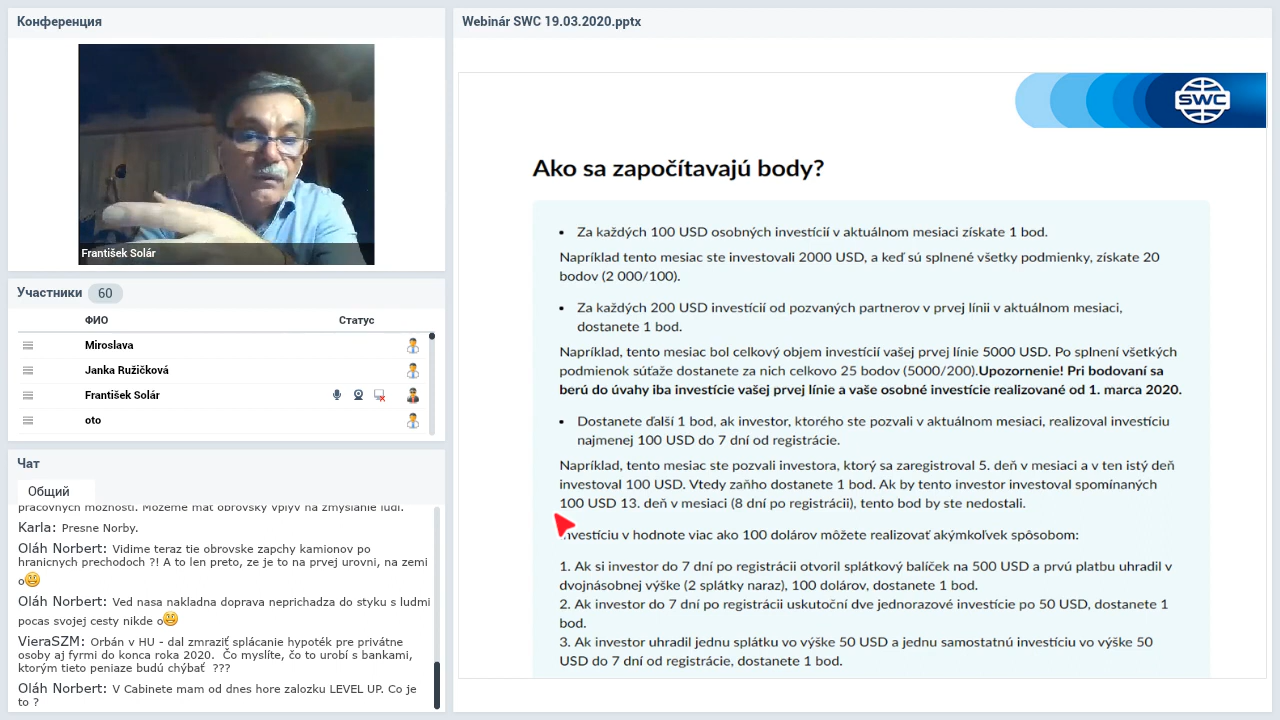 Конференция
František Solár
Участники 60
ФИО Статус
Miroslava
Janka Ružičková
František Solár
oto
Чат
Общий
pracovných možností. Môžeme mať obrovský vplyv na zmýšlanie ľudí.
Karla: Presne Norby.
Oláh Norbert: Vidime teraz tie obrovske zapchy kamionov po
hranicnych prechodoch ?! A to len preto, ze je to na prvej urovni, na zemi
o
Oláh Norbert: Ved nasa nakladna doprava neprichadza do styku s ludmi
pocas svojej cesty nikde o
VieraSZM: Orbán v HU - dal zmraziť splácanie hypoték pre privátne
osoby aj fyrmi do konca roka 2020. Čo myslíte, čo to urobí s bankami,
ktorým tieto peniaze budú chýbať ???
Oláh Norbert: V Cabinete mam od dnes hore zalozku LEVEL UP. Co je
to ?
Webinár SWC 19.03.2020.pptx
SWC
Ako sa započítavajú body?
• Za každých 100 USD osobných investícií v aktuálnom mesiaci získate 1 bod.
Napríklad tento mesiac ste investovali 2000 USD, a keď sú splnené všetky podmienky, získate 20
bodov (2 000/100).
• Za každých 200 USD investícií od pozvaných partnerov v prvej línii v aktuálnom mesiaci,
dostanete 1 bod.
Napríklad, tento mesiac bol celkový objem investícií vašej prvej línie 5000 USD. Po splnení všetkých
podmienok súťaže dostanete za nich celkovo 25 bodov (5000/200).Upozornenie! Pri bodovaní sa
berú do úvahy iba investície vašej prvej línie a vaše osobné investície realizované od 1. marca 2020.
• Dostanete ďalší 1 bod, ak investor, ktorého ste pozvali v aktuálnom mesiaci, realizoval investíciu
najmenej 100 USD do 7 dní od registrácie.
Napríklad, tento mesiac ste pozvali investora, ktorý sa zaregistroval 5. deň v mesiaci a v ten istý deň
investoval 100 USD. Vtedy zaňho dostanete 1 bod. Ak by tento investor investoval spomínaných
100 USD 13. deň v mesiaci (8 dní po registrácii), tento bod by ste nedostali.
Investíciu v hodnote viac ako 100 dolárov môžete realizovať akýmkoľvek spôsobom:
1. Ak si investor do 7 dní po registrácii otvoril splátkový balíček na 500 USD a prvú platbu uhradil v
dvojnásobnej výške (2 splátky naraz), 100 dolárov, dostanete 1 bod.
2. Ak investor do 7 dní po registrácii uskutoční dve jednorazové investície po 50 USD, dostanete 1
bod.
3. Ak investor uhradil jednu splátku vo výške 50 USD a jednu samostatnú investíciu vo výške 50
USD do 7 dní od registrácie, dostanete 1 bod.